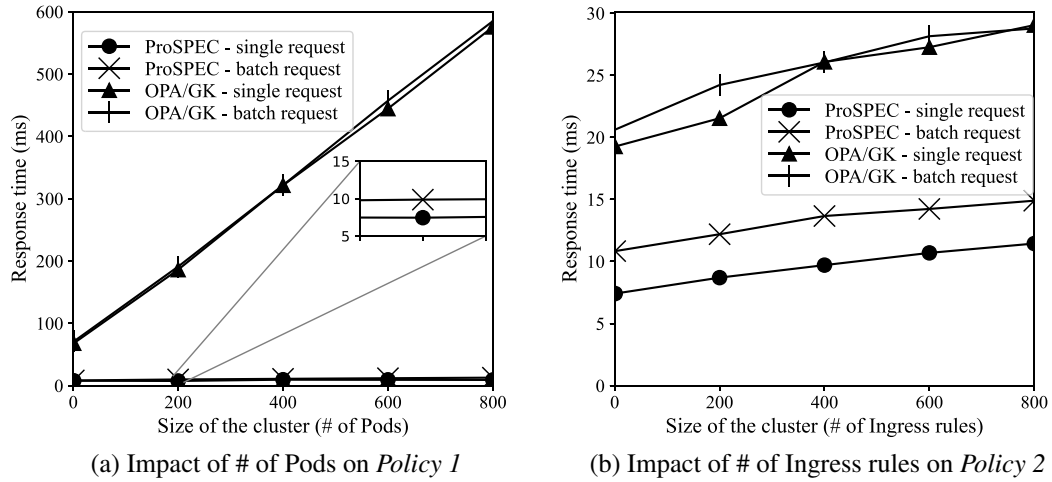 600
500
400
300
200
100
0
Response time (ms)
ProSPEC - single request
ProSPEC - batch request
OPA/GK - single request
OPA/GK - batch request
15
10
5
0 200 400 600 800
Size of the cluster (# of Pods)
(a) Impact of # of Pods on Policy 1
30
25
20
15
10
5
0
Response time (ms)
ProSPEC - single request
ProSPEC - batch request
OPA/GK - single request
OPA/GK - batch request
0 200 400 600 800
Size of the cluster (# of Ingress rules)
(b) Impact of # of Ingress rules on Policy 2